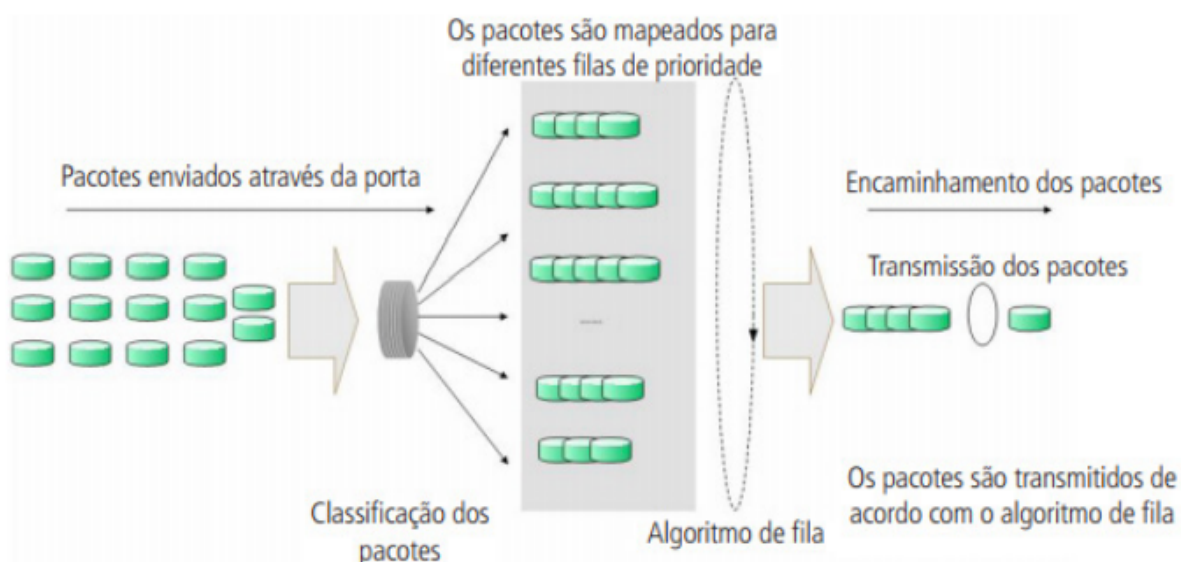 Os pacotes são mapeados para
diferentes filas de prioridade
Pacotes enviados através da porta
Encaminhamento dos pacotes
Transmissão dos pacotes
Classificação dos
pacotes
Algoritmo de fila
Os pacotes são transmitidos de
acordo com o algoritmo de fila